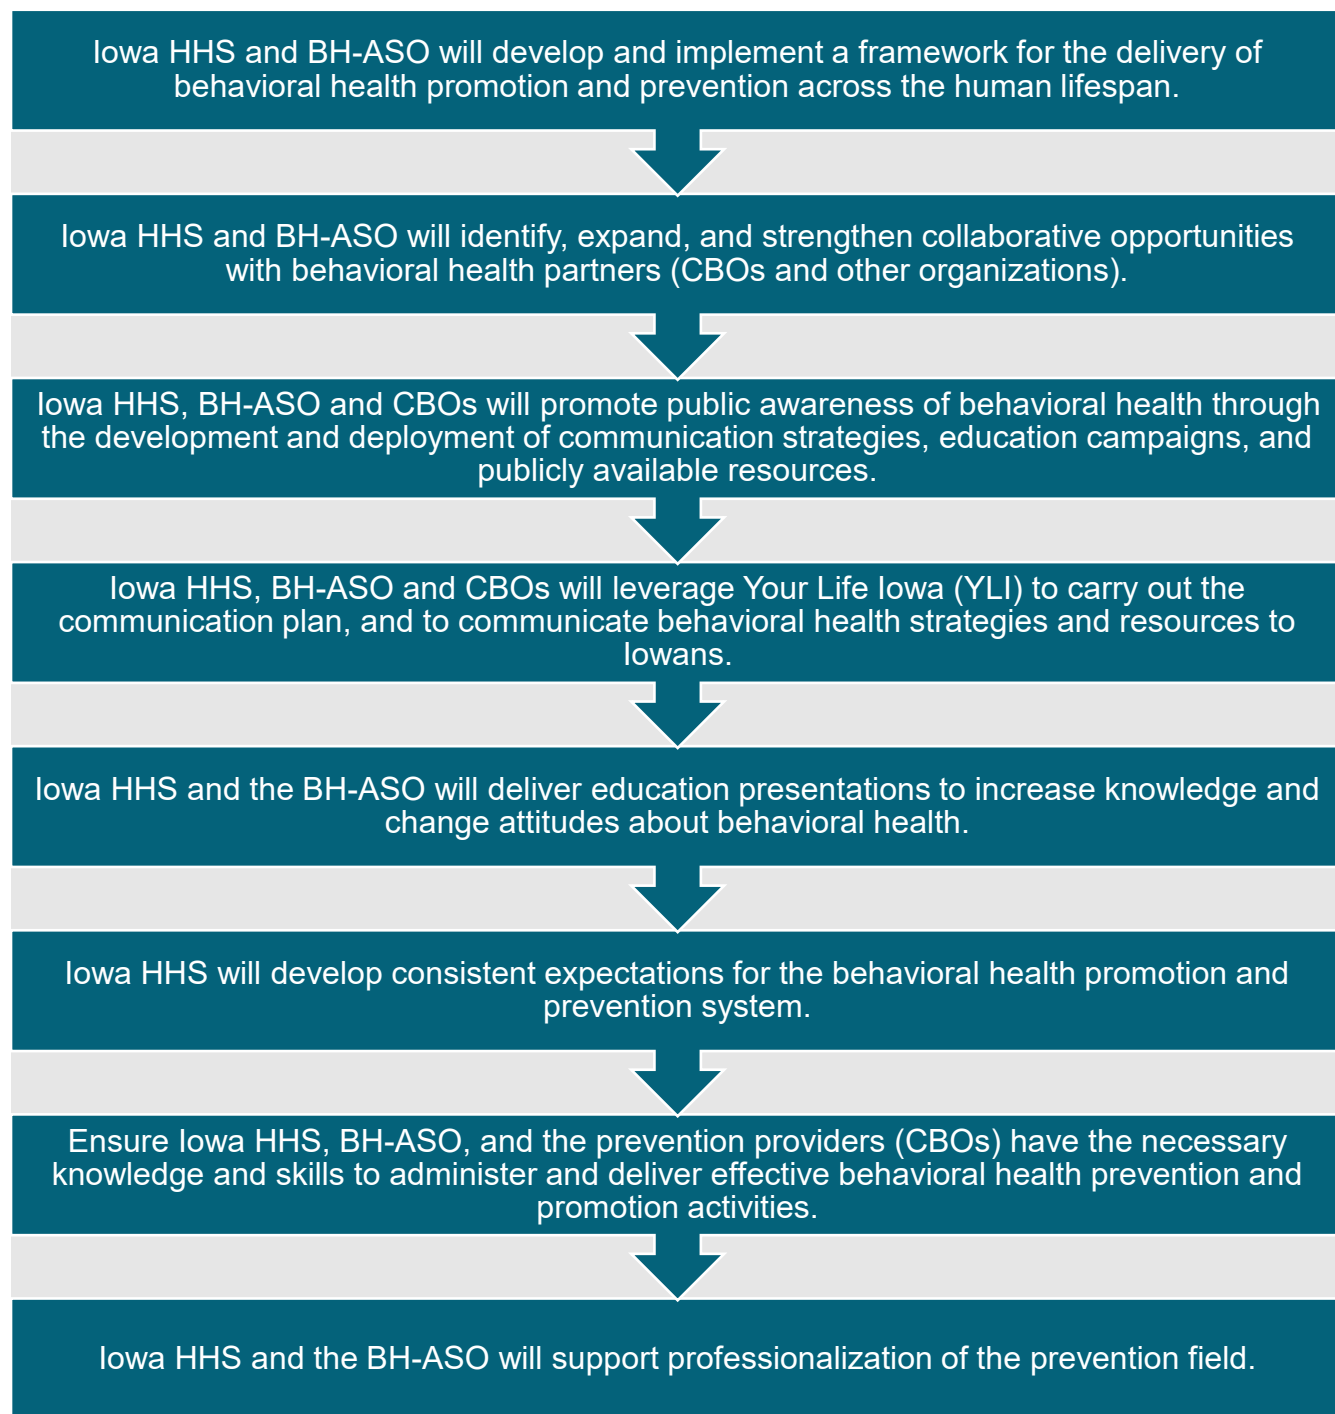 Iowa HHS and BH-ASO will develop and implement a framework for the delivery of
behavioral health promotion and prevention across the human lifespan.
Iowa HHS and BH-ASO will identify, expand, and strengthen collaborative opportunities
with behavioral health partners (CBOs and other organizations).
Iowa HHS, BH-ASO and CBOs will promote public awareness of behavioral health through
the development and deployment of communication strategies, education campaigns, and
publicly available resources.
Iowa HHS, BH-ASO and CBOs will leverage Your Life Iowa (YLI) to carry out the
communication plan, and to communicate behavioral health strategies and resources to
Iowans.
Iowa HHS and the BH-ASO will deliver education presentations to increase knowledge and
change attitudes about behavioral health.
Iowa HHS will develop consistent expectations for the behavioral health promotion and
prevention system.
Ensure Iowa HHS, BH-ASO, and the prevention providers (CBOs) have the necessary
knowledge and skills to administer and deliver effective behavioral health prevention and
promotion activities.
Iowa HHS and the BH-ASO will support professionalization of the prevention field.